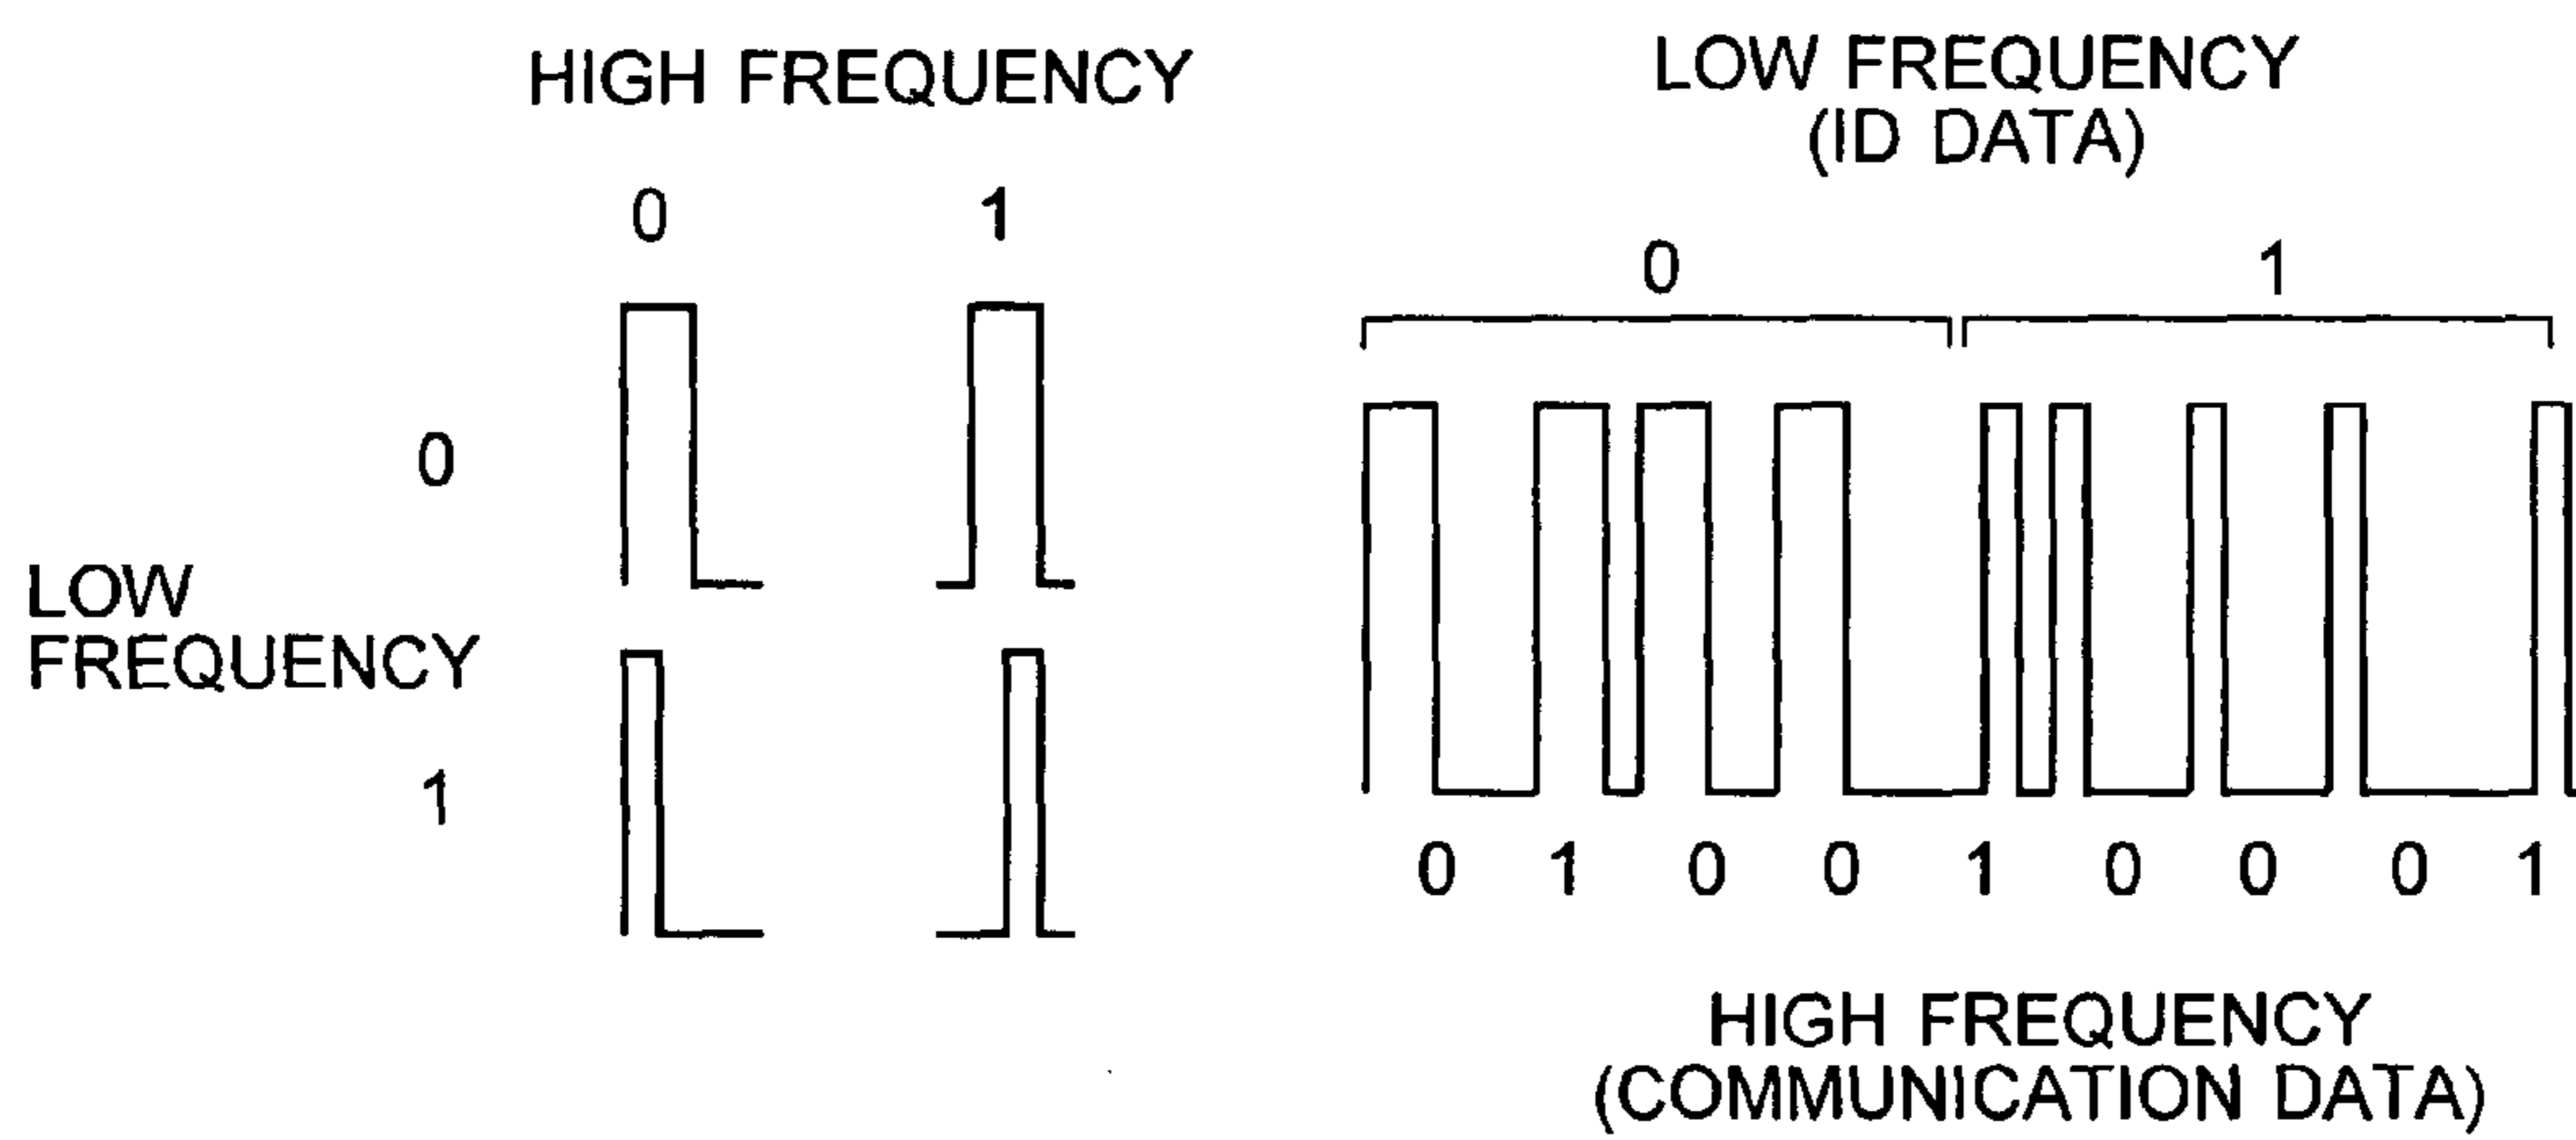 HIGH FREQUENCY
0 1
0
LOW
FREQUENCY
1
LOW FREQUENCY
(ID DATA)
0 1
0 1 0 0 1 0 0 0 1
HIGH FREQUENCY
(COMMUNICATION DATA)